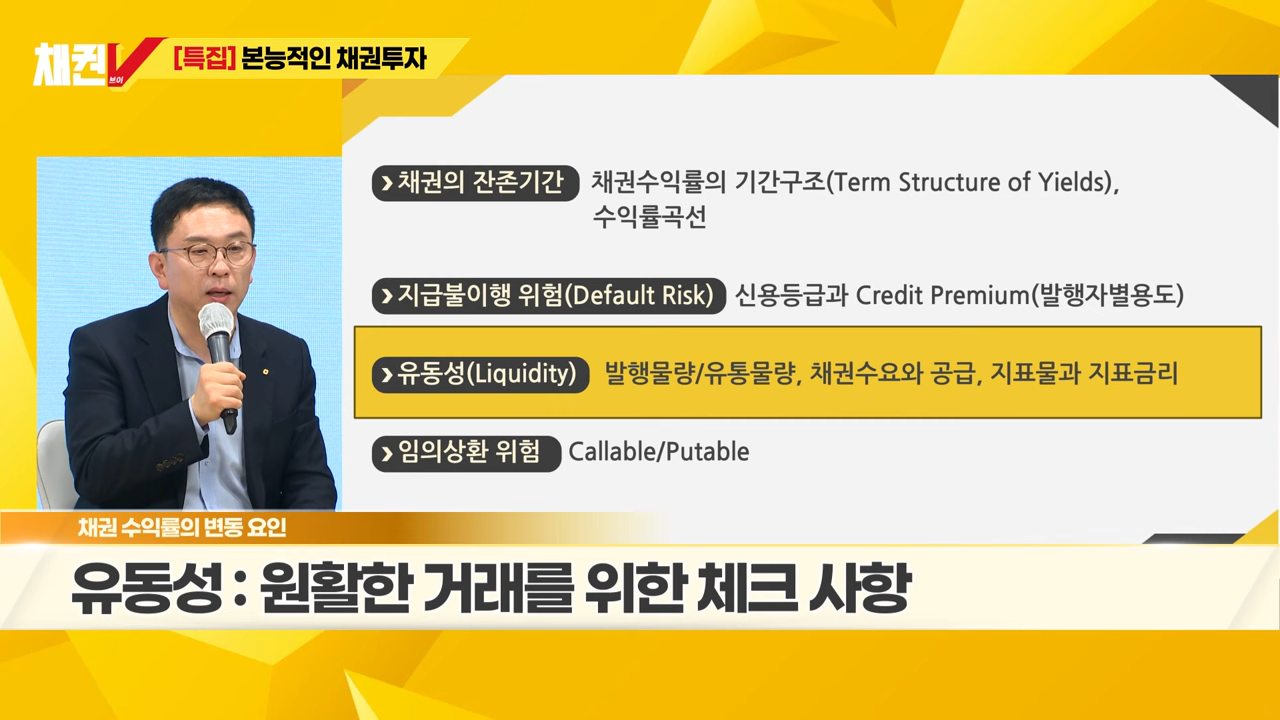 채권V
브이
[특집] 본능적인 채권투자
› 채권의 잔존기간 채권수익률의 기간구조(Term Structure of Yields),
수익률곡선
› 지급불이행 위험(Default Risk) 신용등급과 Credit Premium(발행자별용도)
› 유동성(Liquidity) 발행물량/유통물량, 채권수요와 공급, 지표물과 지표금리
› 임의상환 위험 Callable/Putable
채권 수익률의 변동 요인
유동성 : 원활한 거래를 위한 체크 사항